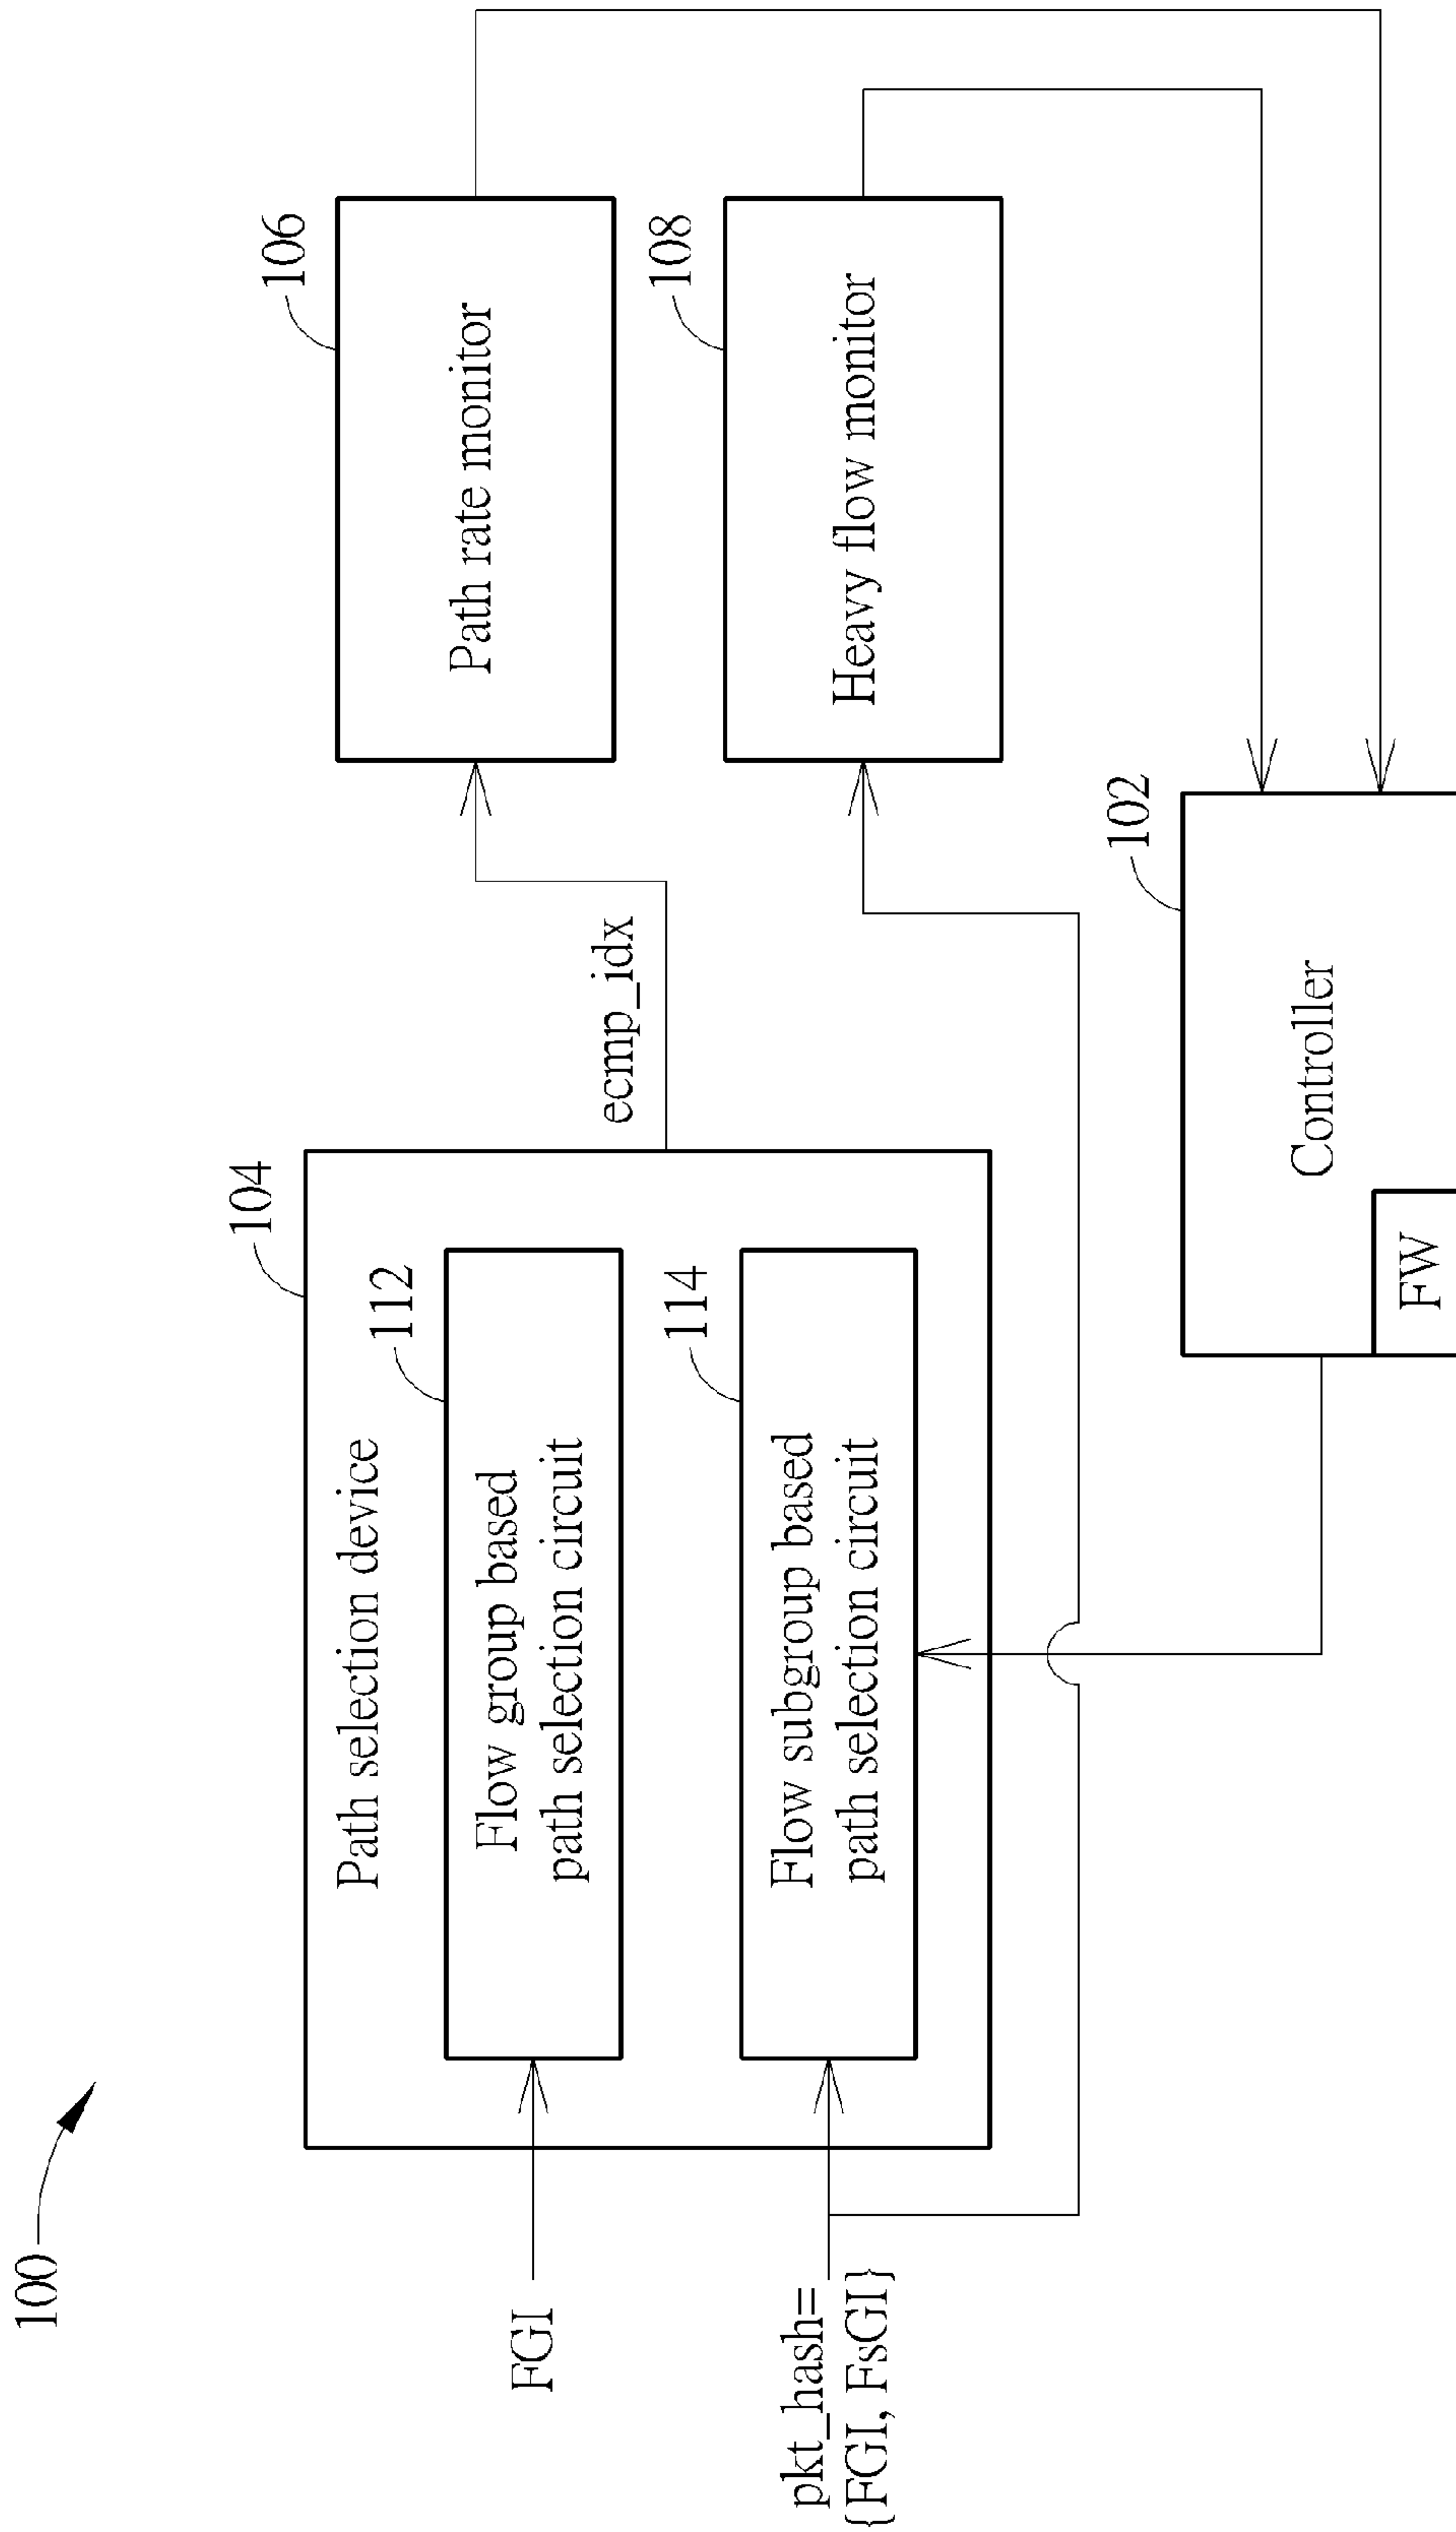 100
104
Path selection device
112
FGI
Flow group based
path selection circuit
114
pkt_hash=
{FGI, FsGI}
Flow subgroup based
path selection circuit
ecmp_idx
106
Path rate monitor
108
Heavy flow monitor
102
Controller
FW